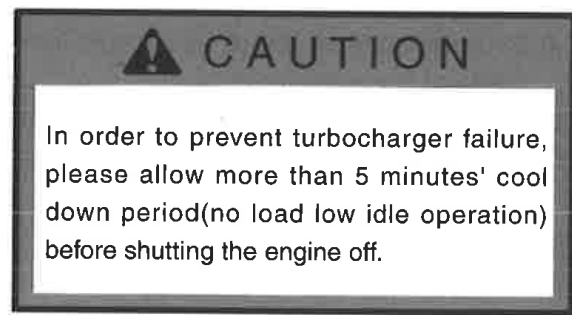 CAUTION
In order to prevent turbocharger failure,
please allow more than 5 minutes' cool
down period(no load low idle operation)
before shutting the engine off.